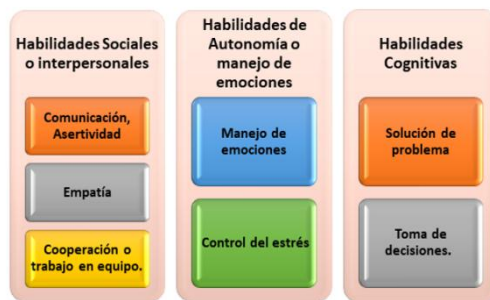 Habilidades Sociales
o interpersonales
Comunicación,
Asertividad
Empatía
Cooperación o
trabajo en equipo.
Habilidades de
Autonomía o
manejo de
emociones
Manejo de
emociones
Control del estrés
Habilidades
Cognitivas
Solución de
problema
Toma de
decisiones.